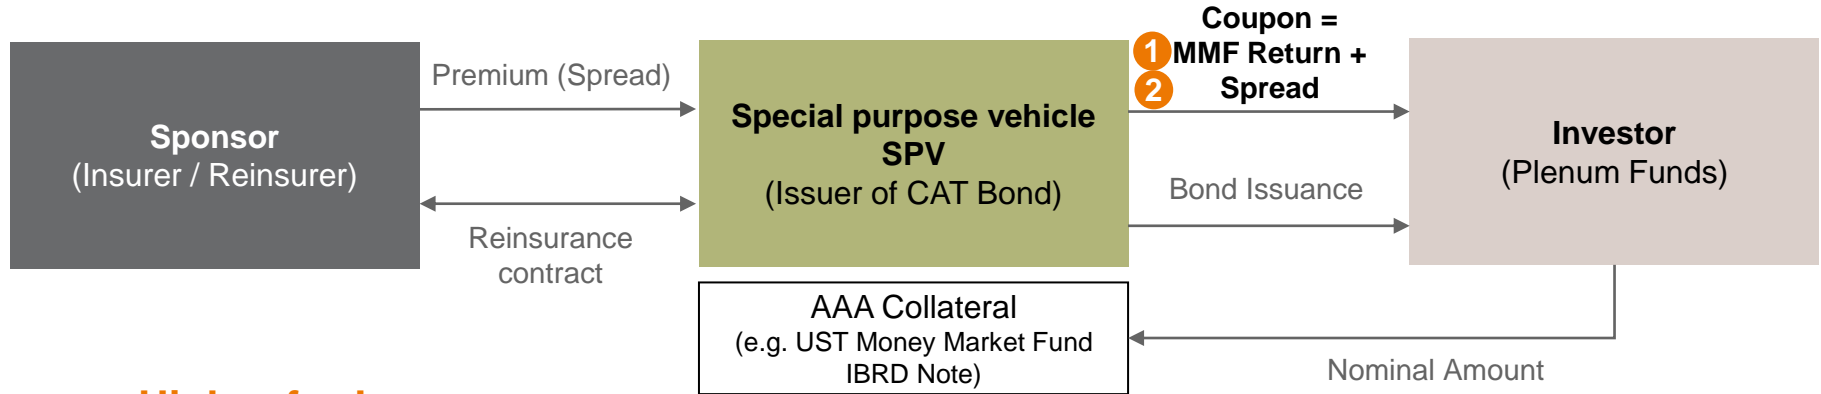 Sponsor
(Insurer / Reinsurer)
Premium (Spread)
Reinsurance
contract
Special purpose vehicle
SPV
(Issuer of CAT Bond)
AAA Collateral
(e.g. UST Money Market Fund
IBRD Note)
Coupon =
1 MMF Return +
2 Spread
Bond Issuance
Investor
(Plenum Funds)
Nominal Amount